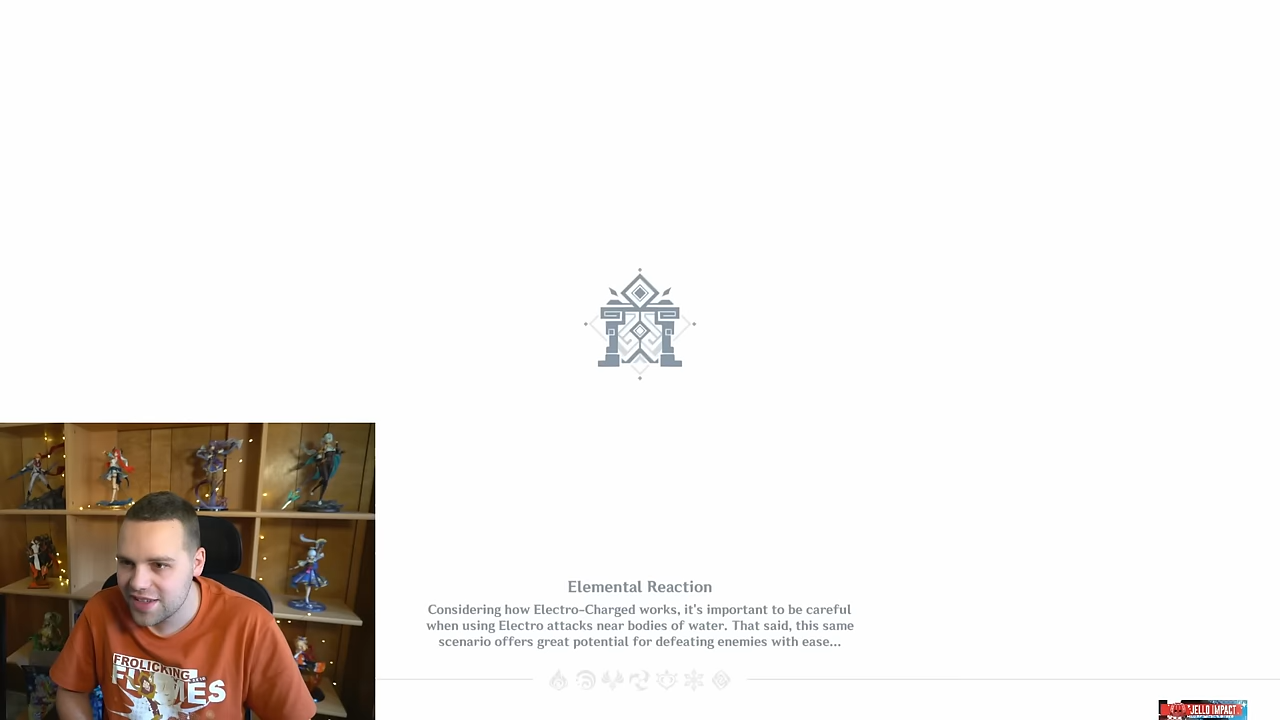 Elemental Reaction
Considering how Electro-Charged works, it's important to be careful
when using Electro attacks near bodies of water. That said, this same
scenario offers great potential for defeating enemies with ease...
FROLICKING
FLAMES
JELLO IMPACT